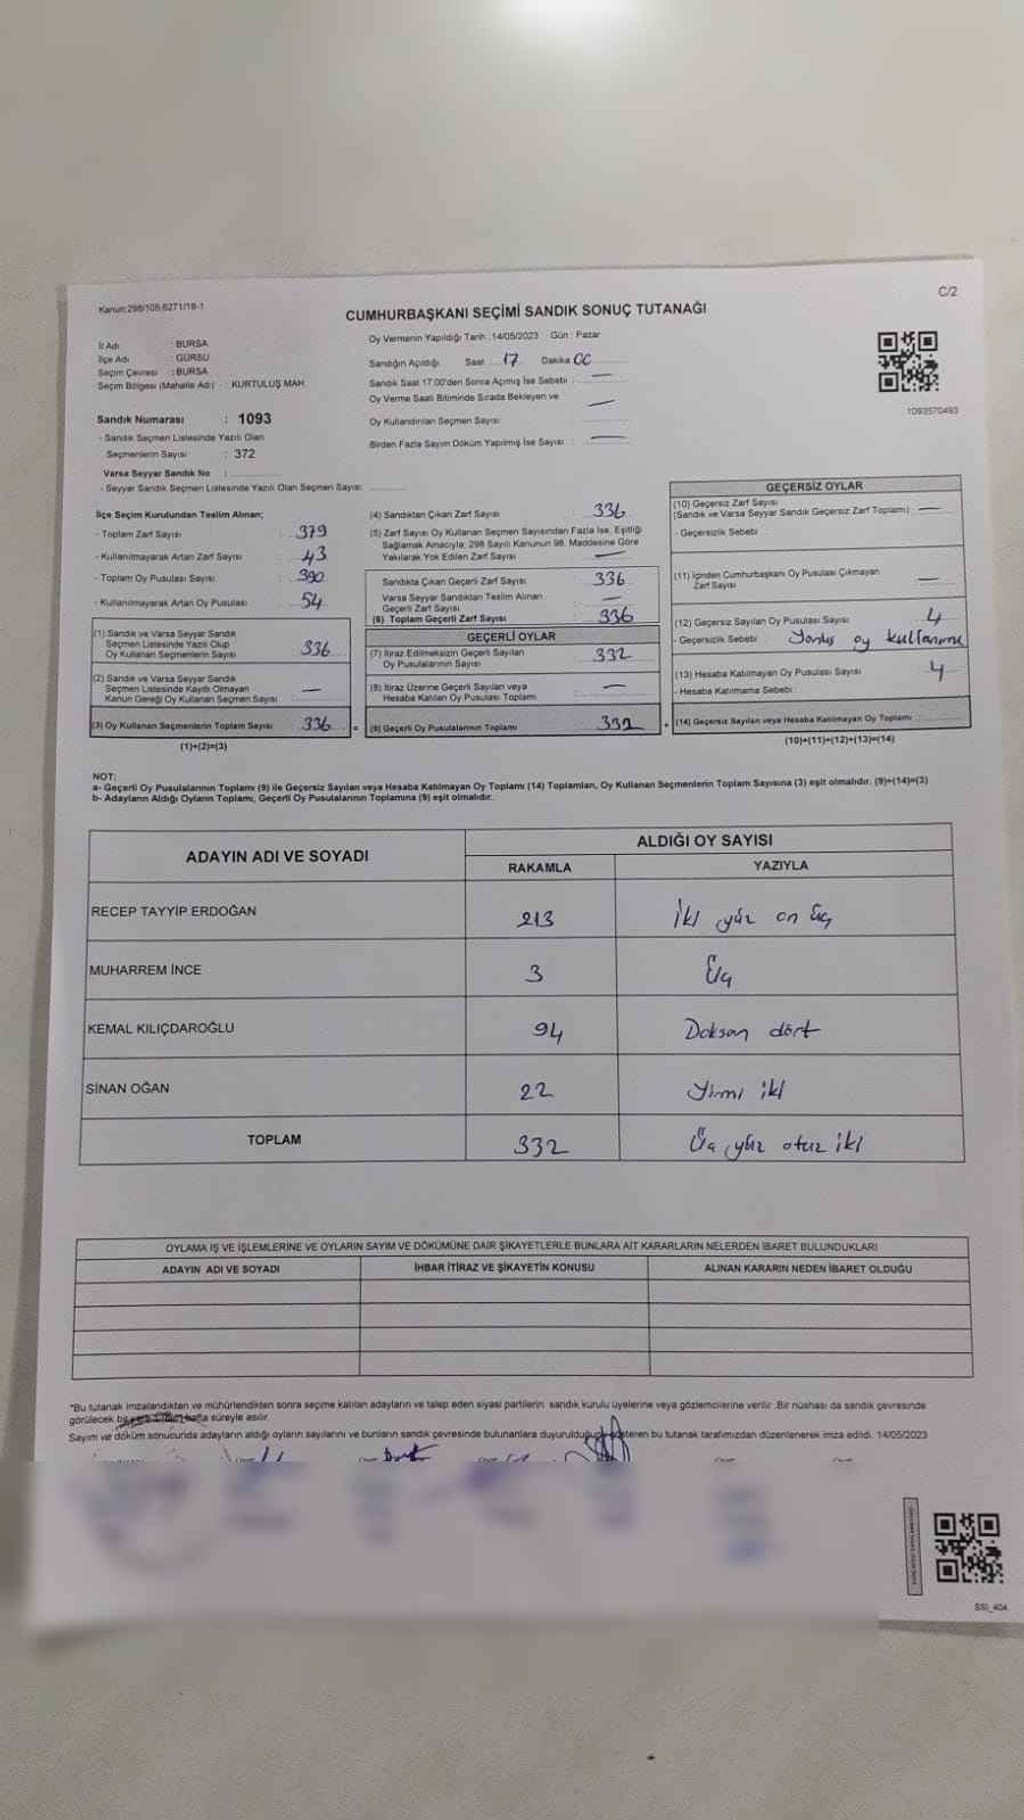 Kanun:298/105-6271/18-1
C/2
CUMHURBAŞKANI SEÇİMİ SANDIK SONUÇ TUTANAĞI
İl Adı : BURSA
İlçe Adı : GÜRSU
Seçim Çevresi : BURSA
Seçim Bölgesi (Mahalle Adı) : KURTULUŞ MAH.
Oy Vermenin Yapıldığı Tarih :14/05/2023 Gün : Pazar
Sandığın Açıldığı Saat 17 Dakika 00
Sandık Saat 17.00'den Sonra Açılmış İse Sebebi : —
Oy Verme Saati Bitiminde Sırada Bekleyen ve
Oy Kullandırılan Seçmen Sayısı —
Birden Fazla Sayım Döküm Yapılmış İse Sayısı : —
1093570493
Sandık Numarası : 1093
- Sandık Seçmen Listesinde Yazılı Olan
Seçmenlerin Sayısı : 372
Varsa Seyyar Sandık No :
- Seyyar Sandık Seçmen Listesinde Yazılı Olan Seçmen Sayısı
İlçe Seçim Kurulundan Teslim Alınan;
- Toplam Zarf Sayısı : 379
- Kullanılmayarak Artan Zarf Sayısı : 43
- Toplam Oy Pusulası Sayısı : 390
- Kullanılmayarak Artan Oy Pusulası : 54
(1) Sandık ve Varsa Seyyar Sandık
Seçmen Listesinde Yazılı Olup
Oy Kullanan Seçmenlerin Sayısı 336
(2) Sandık ve Varsa Seyyar Sandık
Seçmen Listesinde Kayıtlı Olmayan
Kanun Gereği Oy Kullanan Seçmen Sayısı —
(3) Oy Kullanan Seçmenlerin Toplam Sayısı 336 =
(1)+(2)=(3)
(4) Sandıktan Çıkan Zarf Sayısı : 336
(5) Zarf Sayısı Oy Kullanan Seçmen Sayısından Fazla İse, Eşitliği
Sağlamak Amacıyla; 298 Sayılı Kanunun 98. Maddesine Göre
Yakılarak Yok Edilen Zarf Sayısı —
Sandıkta Çıkan Geçerli Zarf Sayısı 336
Varsa Seyyar Sandıktan Teslim Alınan
Geçerli Zarf Sayısı —
(6) Toplam Geçerli Zarf Sayısı 336
GEÇERLİ OYLAR
(7) İtiraz Edilmeksizin Geçerli Sayılan
Oy Pusulalarının Sayısı 332
(8) İtiraz Üzerine Geçerli Sayılan veya
Hesaba Katılan Oy Pusulası Toplamı —
(9) Geçerli Oy Pusulalarının Toplamı 332 +
GEÇERSİZ OYLAR
(10) Geçersiz Zarf Sayısı
(Sandık ve Varsa Seyyar Sandık Geçersiz Zarf Toplamı) : —
- Geçersizlik Sebebi :
(11) İçinden Cumhurbaşkanı Oy Pusulası Çıkmayan
Zarf Sayısı —
(12) Geçersiz Sayılan Oy Pusulası Sayısı 4
- Geçersizlik Sebebi Yanlış oy kullanımı
(13) Hesaba Katılmayan Oy Pusulası Sayısı 4
- Hesaba Katılmama Sebebi :
(14) Geçersiz Sayılan veya Hesaba Katılmayan Oy Toplamı
(10)+(11)+(12)+(13)=(14)
NOT:
a- Geçerli Oy Pusulalarının Toplamı (9) ile Geçersiz Sayılan veya Hesaba Katılmayan Oy Toplamı (14) Toplamları, Oy Kullanan Seçmenlerin Toplam Sayısına (3) eşit olmalıdır. (9)+(14)=(3)
b- Adayların Aldığı Oyların Toplamı, Geçerli Oy Pusulalarının Toplamına (9) eşit olmalıdır.
ADAYIN ADI VE SOYADI
ALDIĞI OY SAYISI
RAKAMLA YAZIYLA
RECEP TAYYİP ERDOĞAN 213 İki yüz on üç
MUHARREM İNCE 3 Üç
KEMAL KILIÇDAROĞLU 94 Doksan dört
SİNAN OĞAN 22 Yirmi iki
TOPLAM 332 Üç yüz otuz iki
OYLAMA İŞ VE İŞLEMLERİNE VE OYLARIN SAYIM VE DÖKÜMÜNE DAİR ŞİKAYETLERLE BUNLARA AİT KARARLARIN NELERDEN İBARET BULUNDUKLARI
ADAYIN ADI VE SOYADI İHBAR İTİRAZ VE ŞİKAYETİN KONUSU ALINAN KARARIN NEDEN İBARET OLDUĞU
*Bu tutanak imzalandıktan ve mühürlendikten sonra seçime katılan adayların ve talep eden siyasi partilerin sandık kurulu üyelerine veya gözlemcilerine verilir. Bir nüshası da sandık çevresinde
görülecek bir hafta süreyle asılır.
Sayım ve döküm sonucunda adayların aldığı oyların sayılarını ve bunların sandık çevresinde bulunanlara duyurulduğunu gösteren bu tutanak tarafımızdan düzenlenerek imza edildi. 14/05/2023
SSI_404